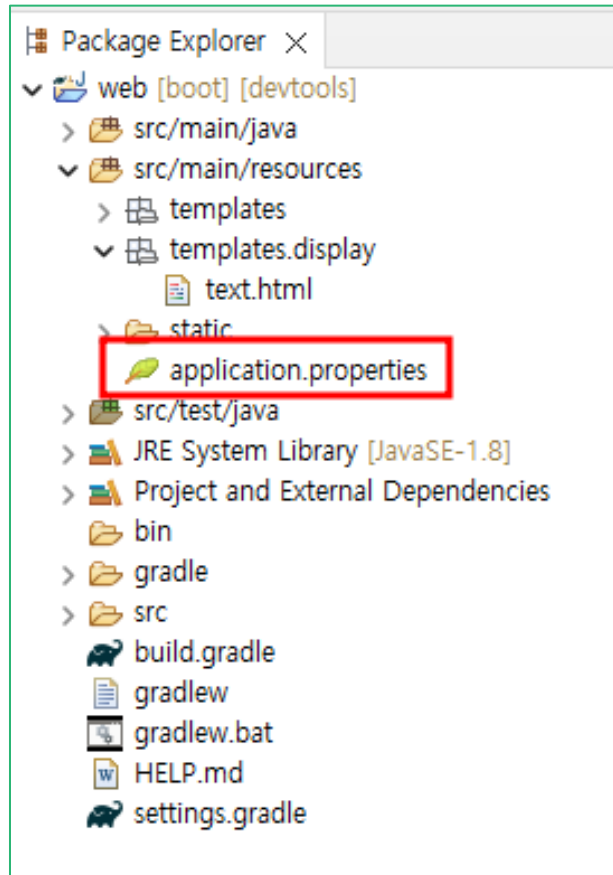 Package Explorer
web [boot] [devtools]
src/main/java
src/main/resources
templates
templates.display
text.html
static
application.properties
src/test/java
JRE System Library [JavaSE-1.8]
Project and External Dependencies
bin
gradle
src
build.gradle
gradlew
gradlew.bat
HELP.md
settings.gradle